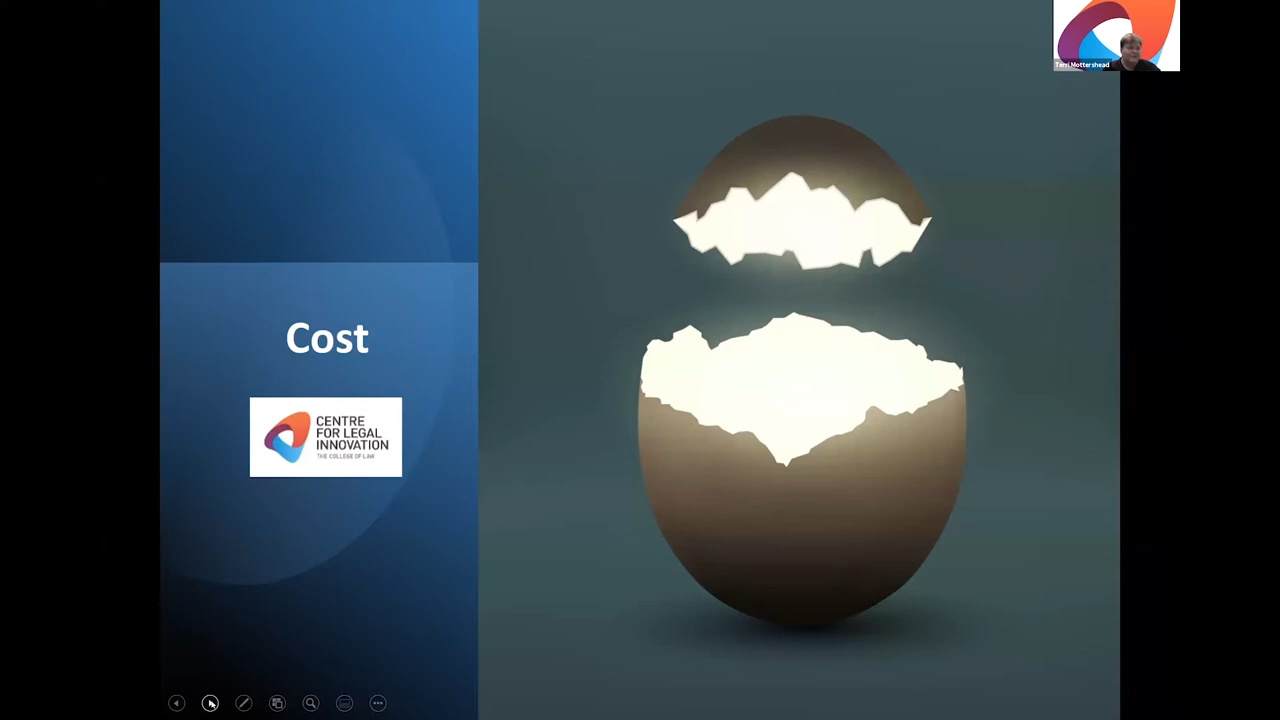 Terri Mottershead
Cost
CENTRE
FOR LEGAL
INNOVATION
THE COLLEGE OF LAW